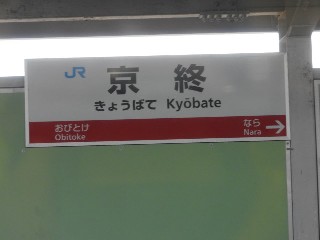 JR 京終
きょうばて Kyōbate
おびとけ なら
Obitoke Nara →